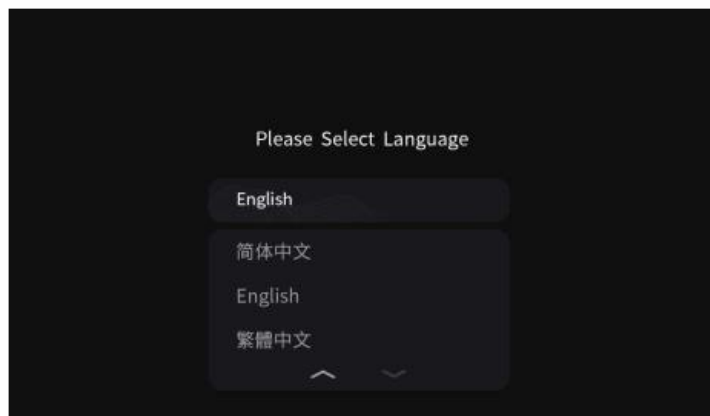 Please Select Language
English
简体中文
English
繁體中文